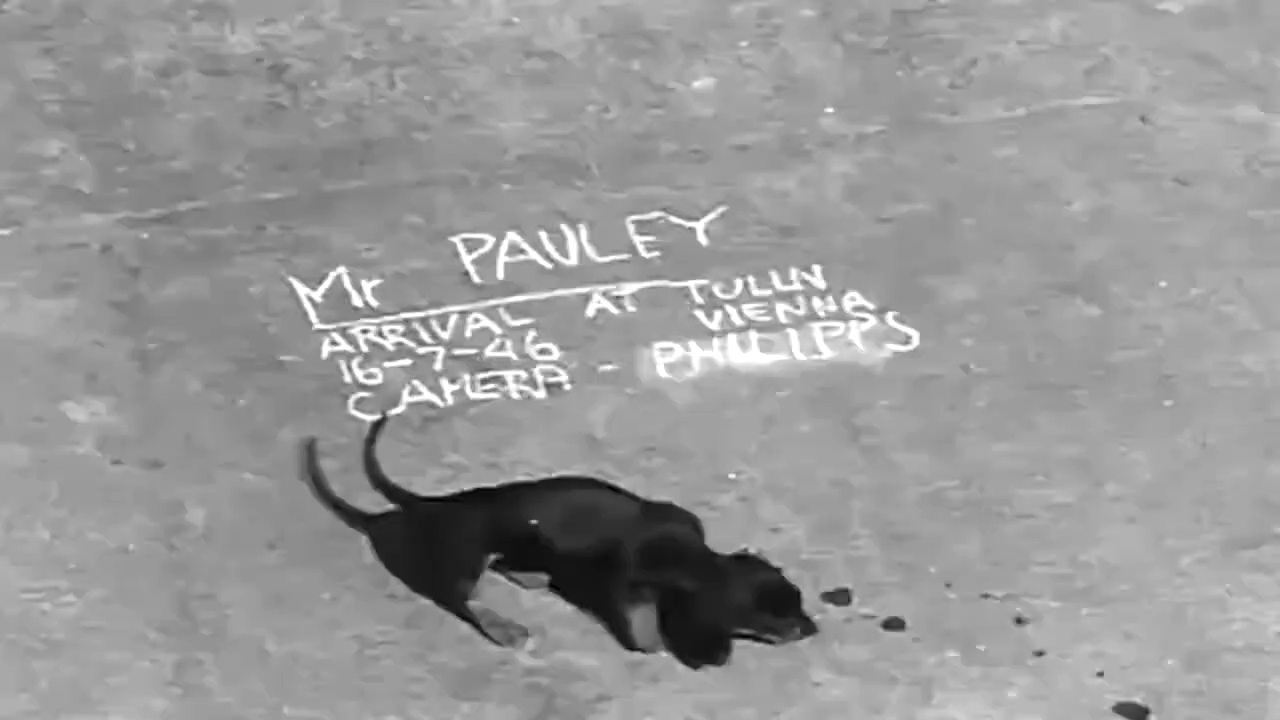 Mr PAULEY
ARRIVAL AT TULLN
16-7-46 VIENNA
CAMERA - PHILIPPS